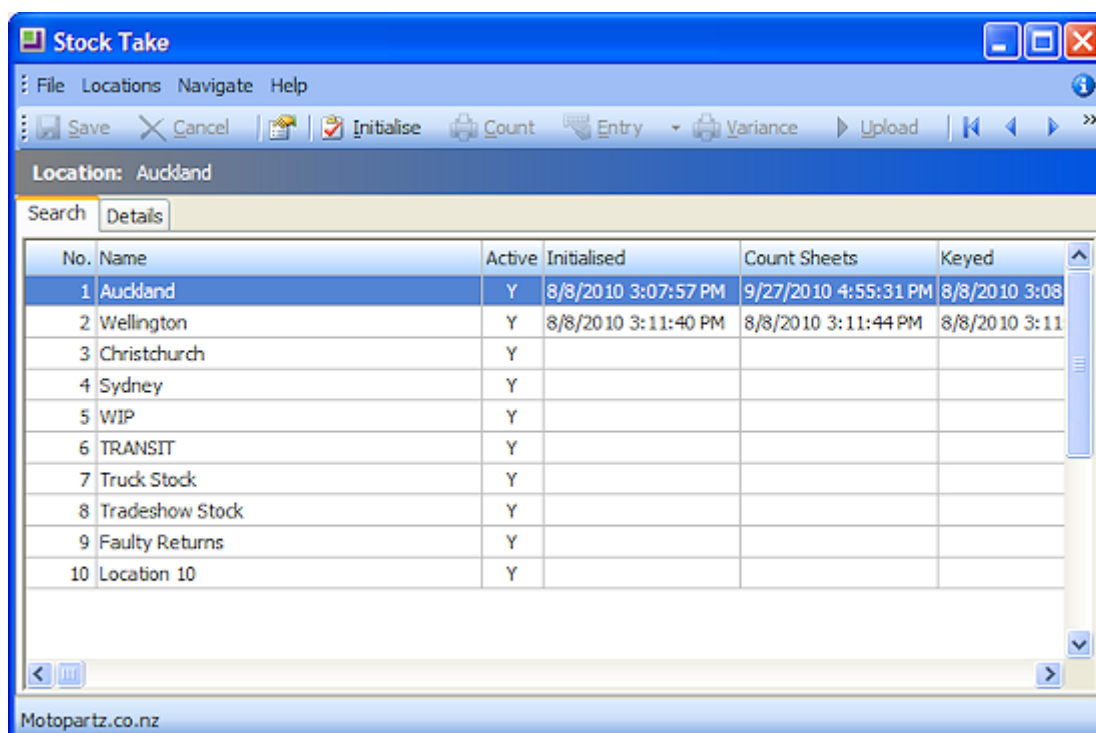 Stock Take
File Locations Navigate Help
Save Cancel Initialise Count Entry Variance Upload
Location: Auckland
Search Details
No. Name Active Initialised Count Sheets Keyed
1 Auckland Y 8/8/2010 3:07:57 PM 9/27/2010 4:55:31 PM 8/8/2010 3:08
2 Wellington Y 8/8/2010 3:11:40 PM 8/8/2010 3:11:44 PM 8/8/2010 3:11:
3 Christchurch Y
4 Sydney Y
5 WIP Y
6 TRANSIT Y
7 Truck Stock Y
8 Tradeshow Stock Y
9 Faulty Returns Y
10 Location 10 Y
Motopartz.co.nz